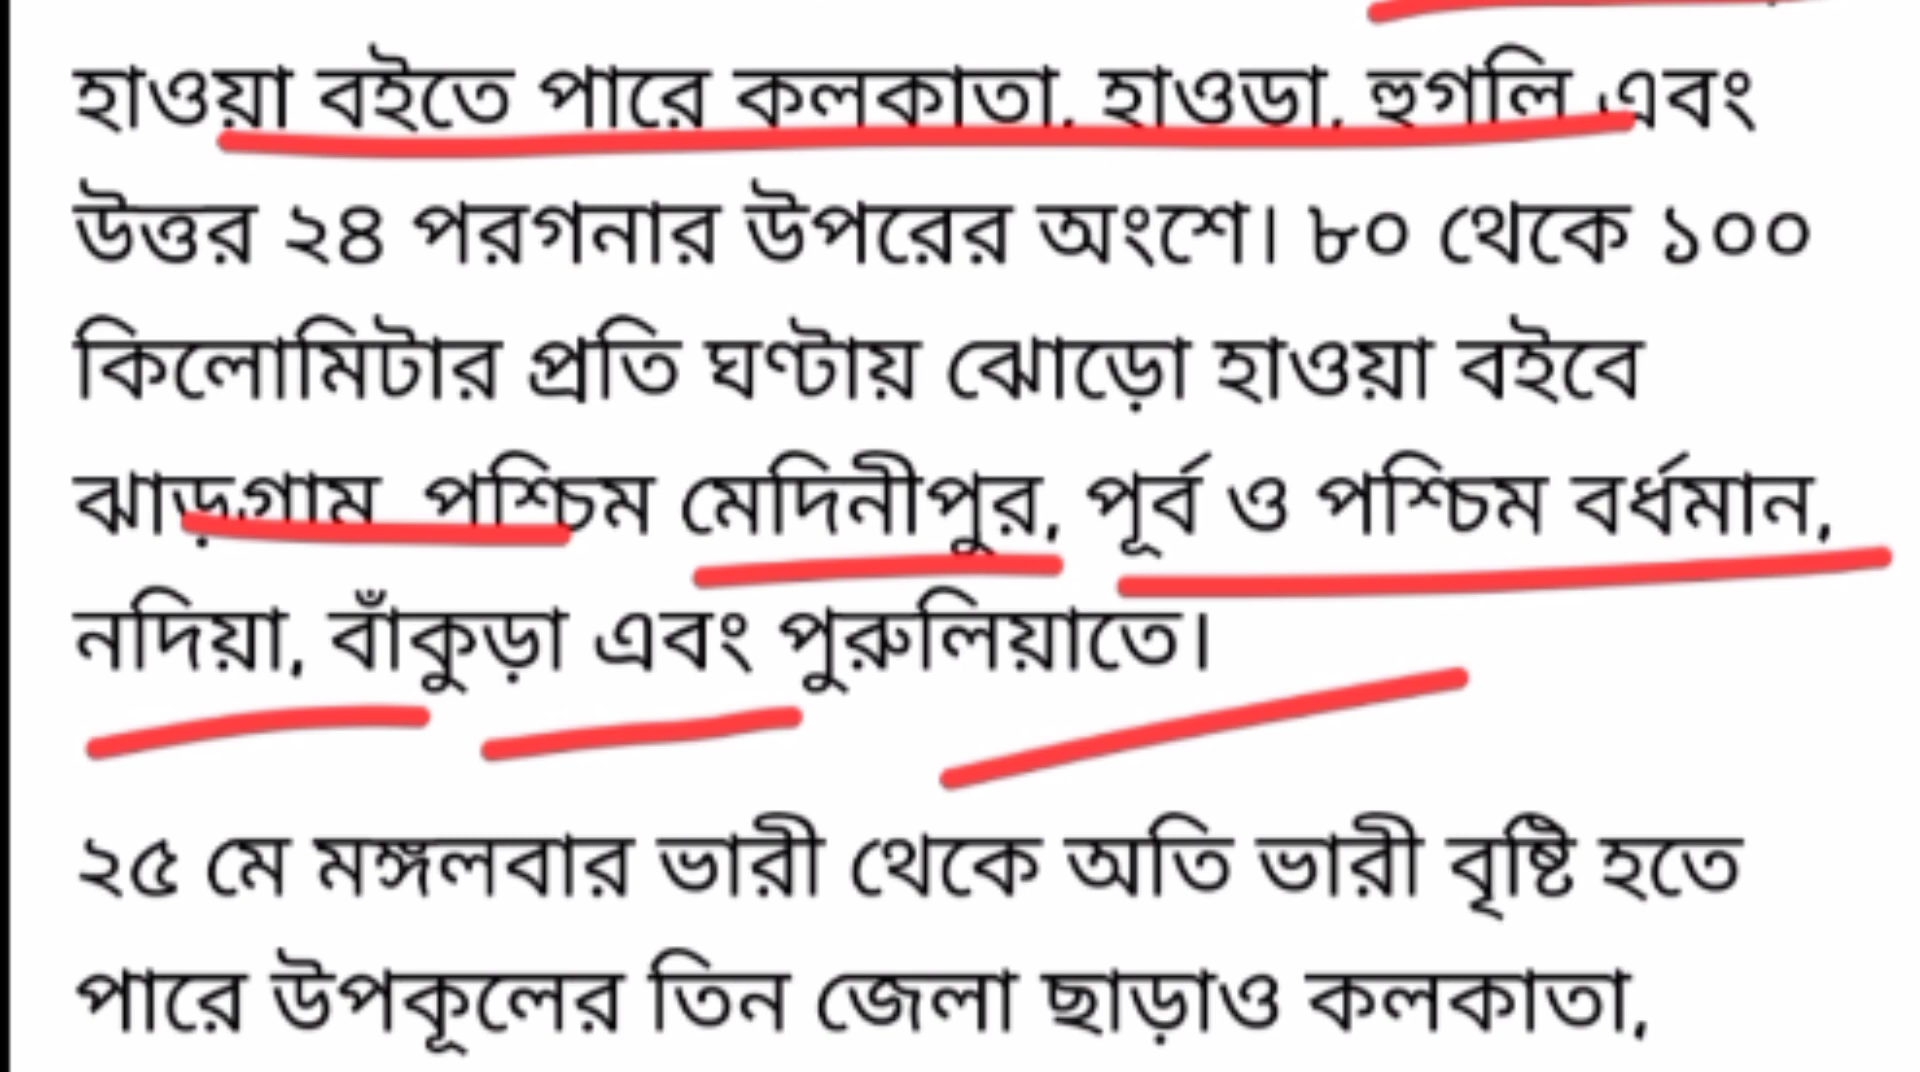 হাওয়া বইতে পারে কলকাতা, হাওড়া, হুগলি এবং
উত্তর ২৪ পরগনার উপরের অংশে। ৮০ থেকে ১০০
কিলোমিটার প্রতি ঘণ্টায় ঝোড়ো হাওয়া বইবে
ঝাড়গ্রাম, পশ্চিম মেদিনীপুর, পূর্ব ও পশ্চিম বর্ধমান,
নদিয়া, বাঁকুড়া এবং পুরুলিয়াতে।
২৫ মে মঙ্গলবার ভারী থেকে অতি ভারী বৃষ্টি হতে
পারে উপকূলের তিন জেলা ছাড়াও কলকাতা,